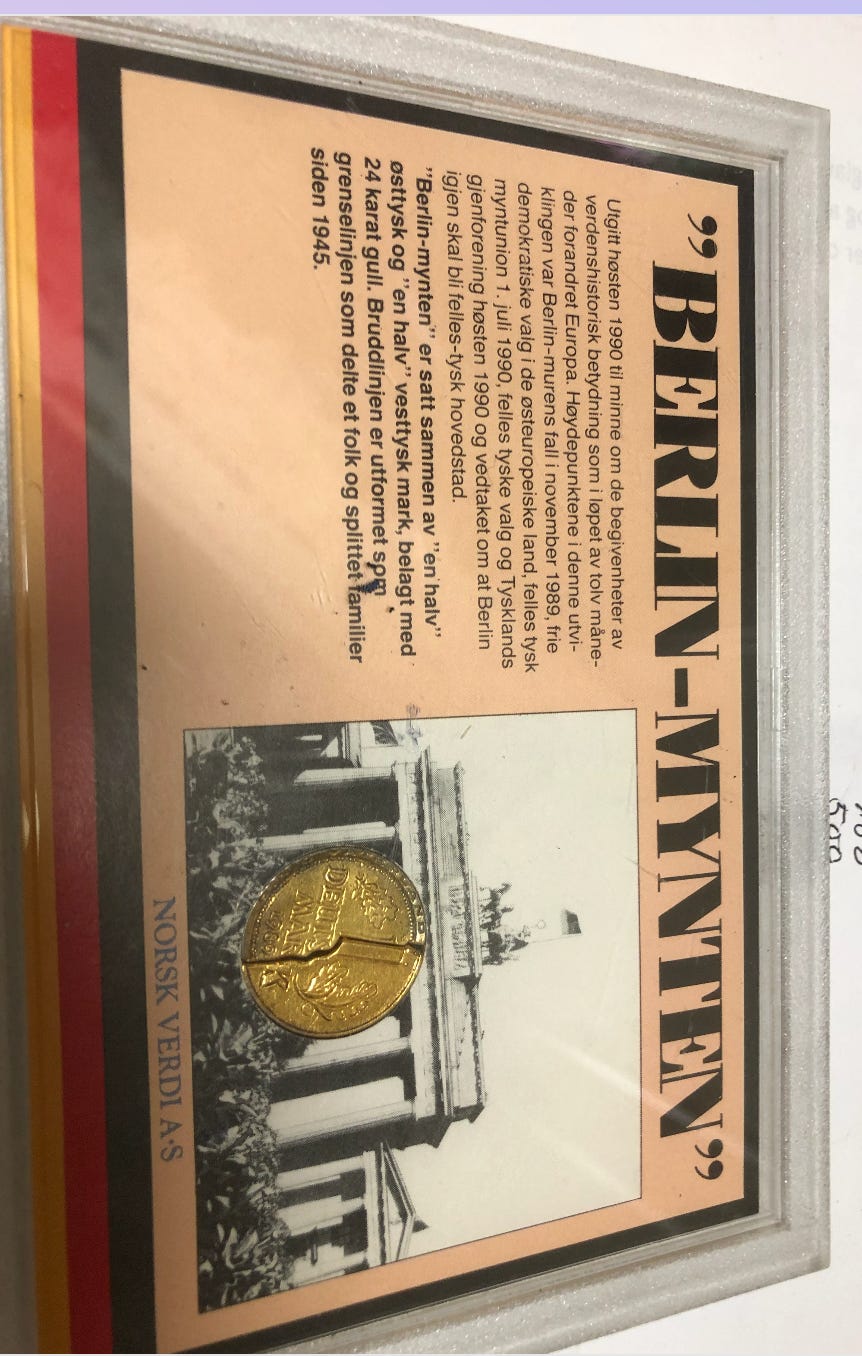 ”BERLIN-MYNTEN”
Utgitt høsten 1990 til minne om de begivenheter av
verdenshistorisk betydning som i løpet av tolv måne-
der forandret Europa. Høydepunktene i denne utvi-
klingen var Berlin-murens fall i november 1989, frie
demokratiske valg i de østeuropeiske land, felles tysk
myntunion 1. juli 1990, felles tyske valg og Tysklands
gjenforening høsten 1990 og vedtaket om at Berlin
igjen skal bli felles-tysk hovedstad.
”Berlin-mynten” er satt sammen av ”en halv”
østtysk og ”en halv” vesttysk mark, belagt med
24 karat gull. Bruddlinjen er utformet som
grenselinjen som delte et folk og splittet familier
siden 1945.
NORSK VERDI A·S
500